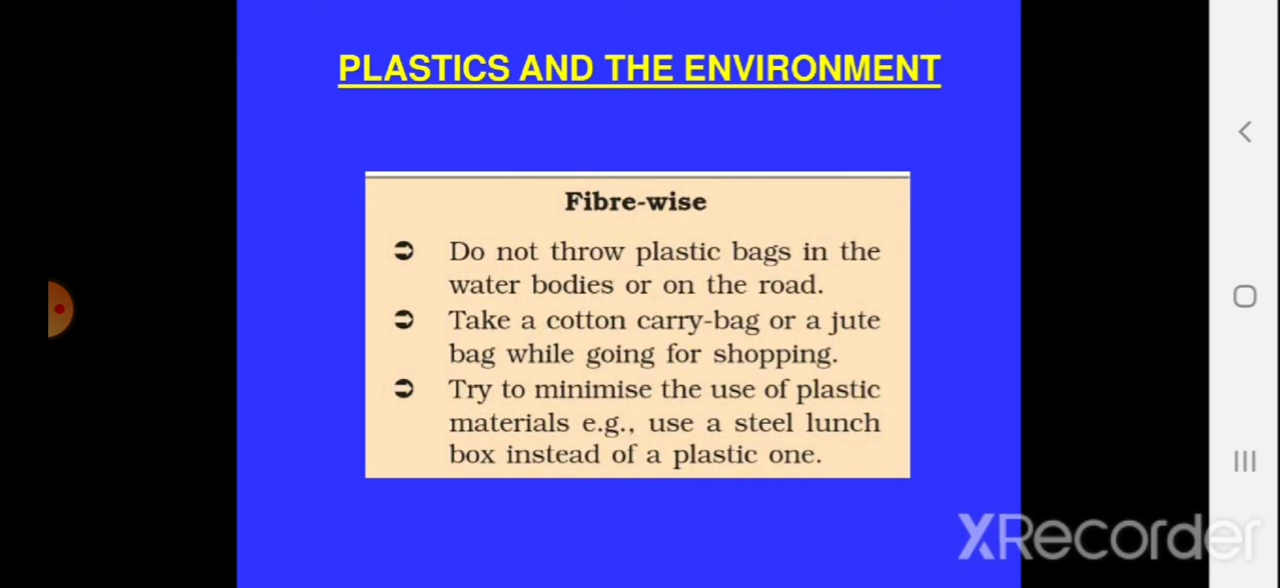 PLASTICS AND THE ENVIRONMENT
Fibre-wise
➲ Do not throw plastic bags in the
water bodies or on the road.
➲ Take a cotton carry-bag or a jute
bag while going for shopping.
➲ Try to minimise the use of plastic
materials e.g., use a steel lunch
box instead of a plastic one.
XRecorder